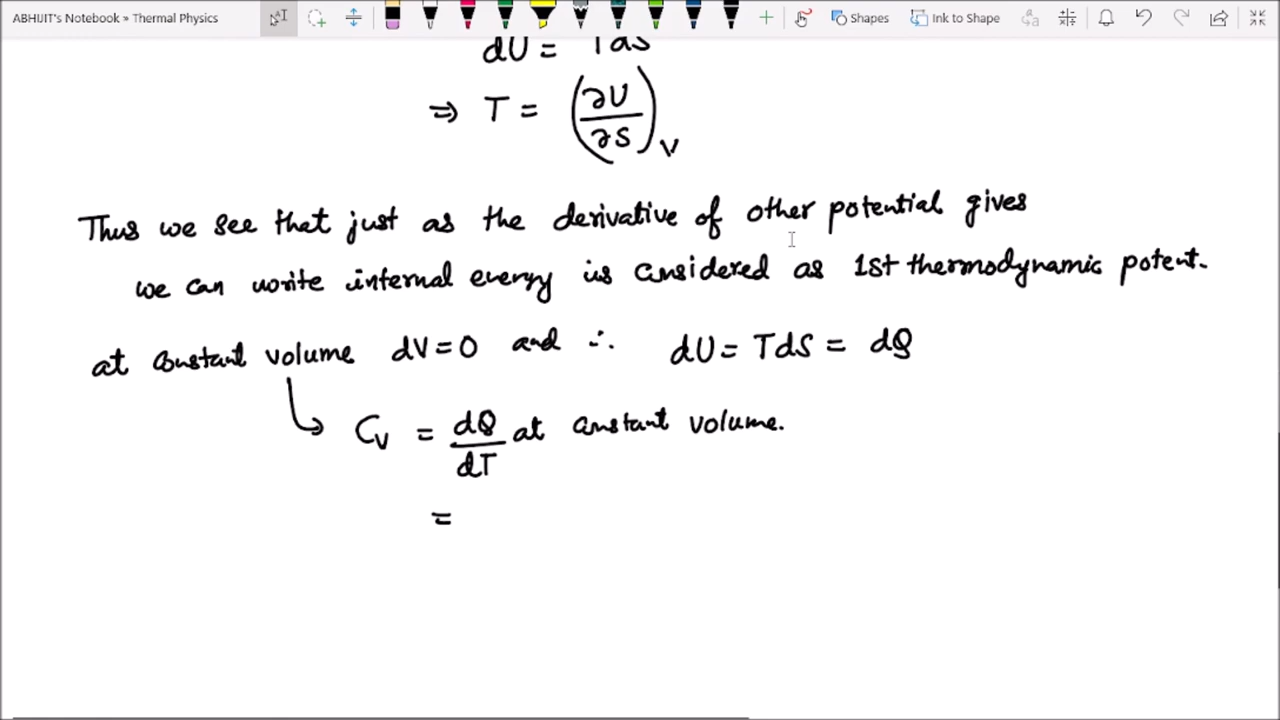 ABHIJIT's Notebook » Thermal Physics
Shapes
Ink to Shape
dU = TdS
⇒ T = (∂U/∂S)_V
Thus we see that just as the derivative of other potential gives
we can write internal energy is considered as 1st thermodynamic potent.
at constant volume dV=0 and ∴ dU = TdS = dQ
C_V = dQ/dT at constant volume.
=